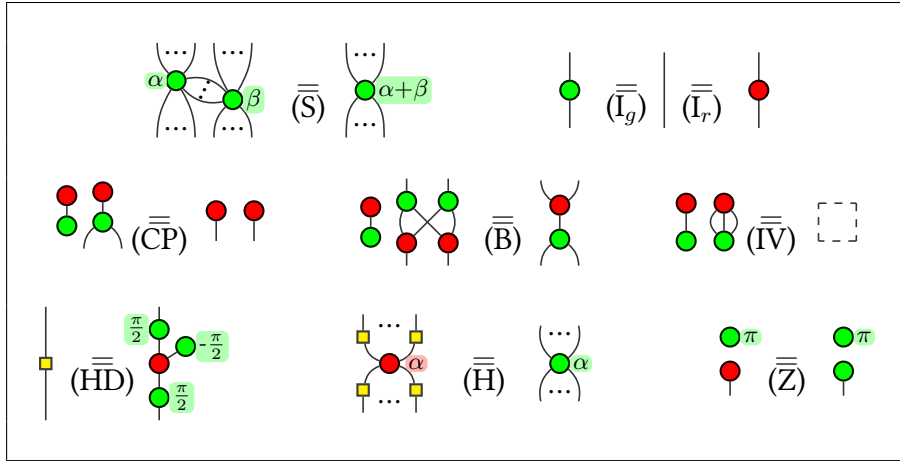 ... ... ...
α ... β (S) α+β (I_g) (I_r)
... ... ...
(CP) (B) (IV)
π/2 -π/2 ... ... ... π π
(HD) α (H) α (Z)
π/2 ... ... ...